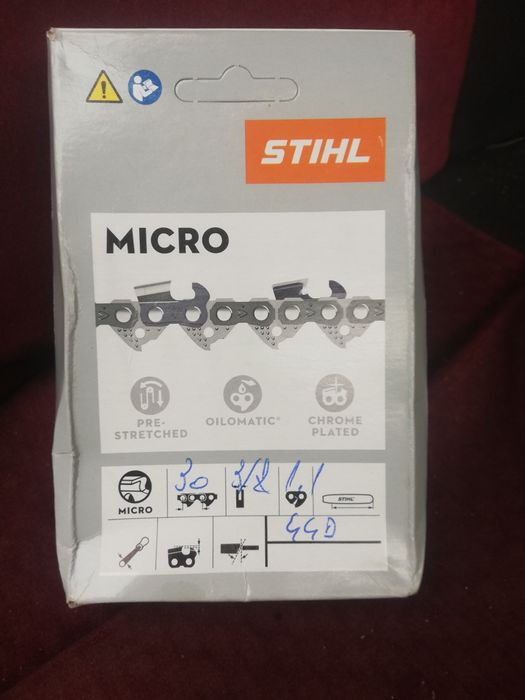 STIHL
MICRO
PRE-
STRETCHED
OILOMATIC®
CHROME
PLATED
30 3/8 1,1
MICRO
STIHL
44D